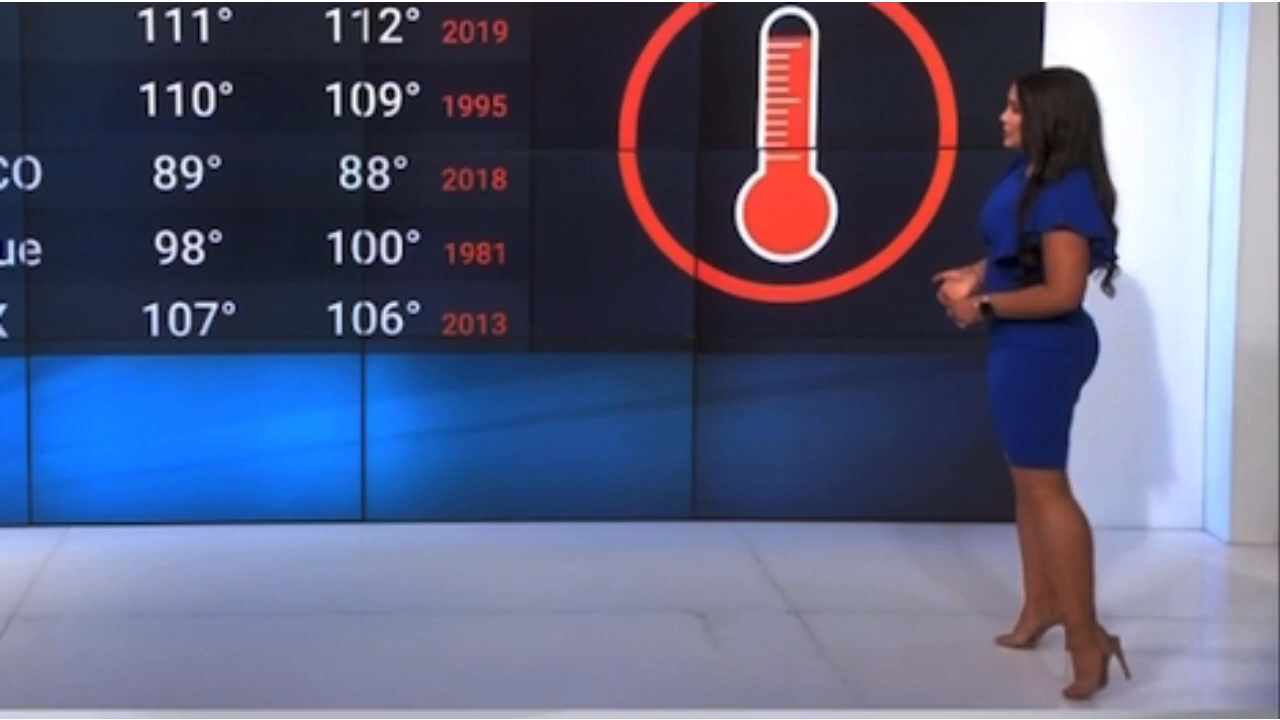 111° 112° 2019
110° 109° 1995
CO 89° 88° 2018
ue 98° 100° 1981
X 107° 106° 2013